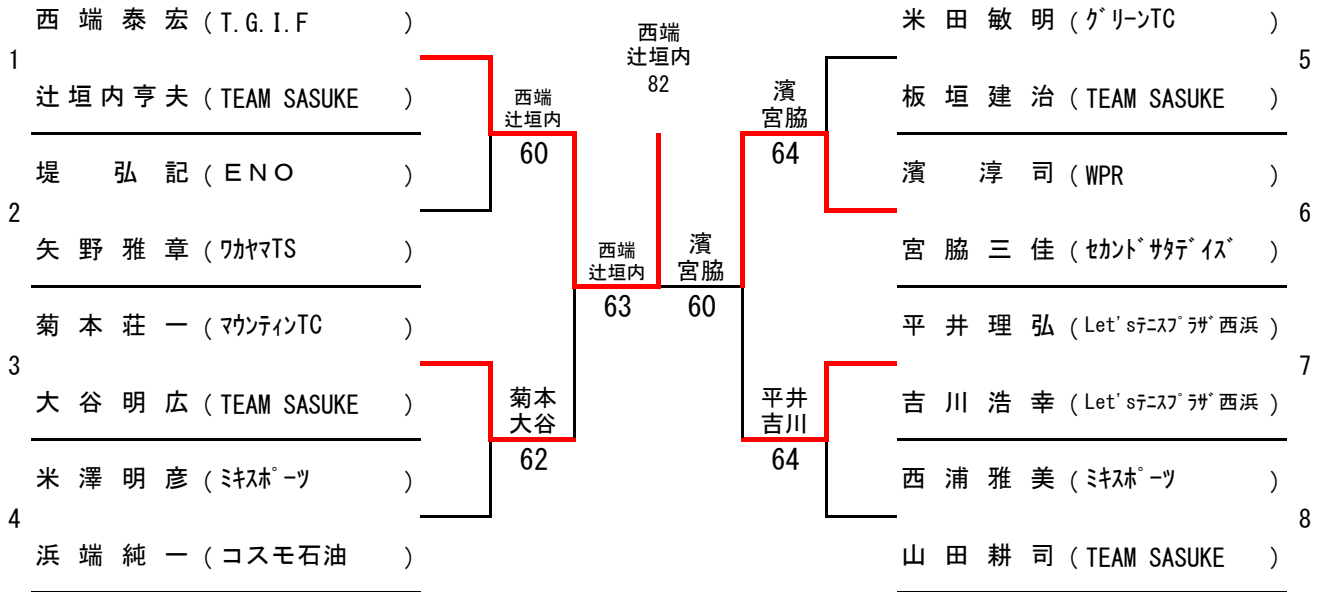 西端泰宏 ( T.G.I.F )
1
辻垣内亨夫 ( TEAM SASUKE )
堤 弘記 ( ＥＮＯ )
2
矢野雅章 ( ﾜｶﾔﾏTS )
菊本荘一 ( ﾏｳﾝﾃｨﾝTC )
3
大谷明広 ( TEAM SASUKE )
米澤明彦 ( ﾐｷｽﾎﾟｰﾂ )
4
浜端純一 ( コスモ石油 )
西端
辻垣内
60
菊本
大谷
62
西端
辻垣内
63
西端
辻垣内
82
濱
宮脇
60
濱
宮脇
64
平井
吉川
64
米田敏明 ( ｸﾞﾘｰﾝTC )
5
板垣建治 ( TEAM SASUKE )
濱 淳司 ( WPR )
6
宮脇三佳 ( ｾｶﾝﾄﾞｻﾀﾃﾞｲｽﾞ )
平井理弘 ( Let'sﾃﾆｽﾌﾟﾗｻﾞ西浜 )
7
吉川浩幸 ( Let'sﾃﾆｽﾌﾟﾗｻﾞ西浜 )
西浦雅美 ( ﾐｷｽﾎﾟｰﾂ )
8
山田耕司 ( TEAM SASUKE )